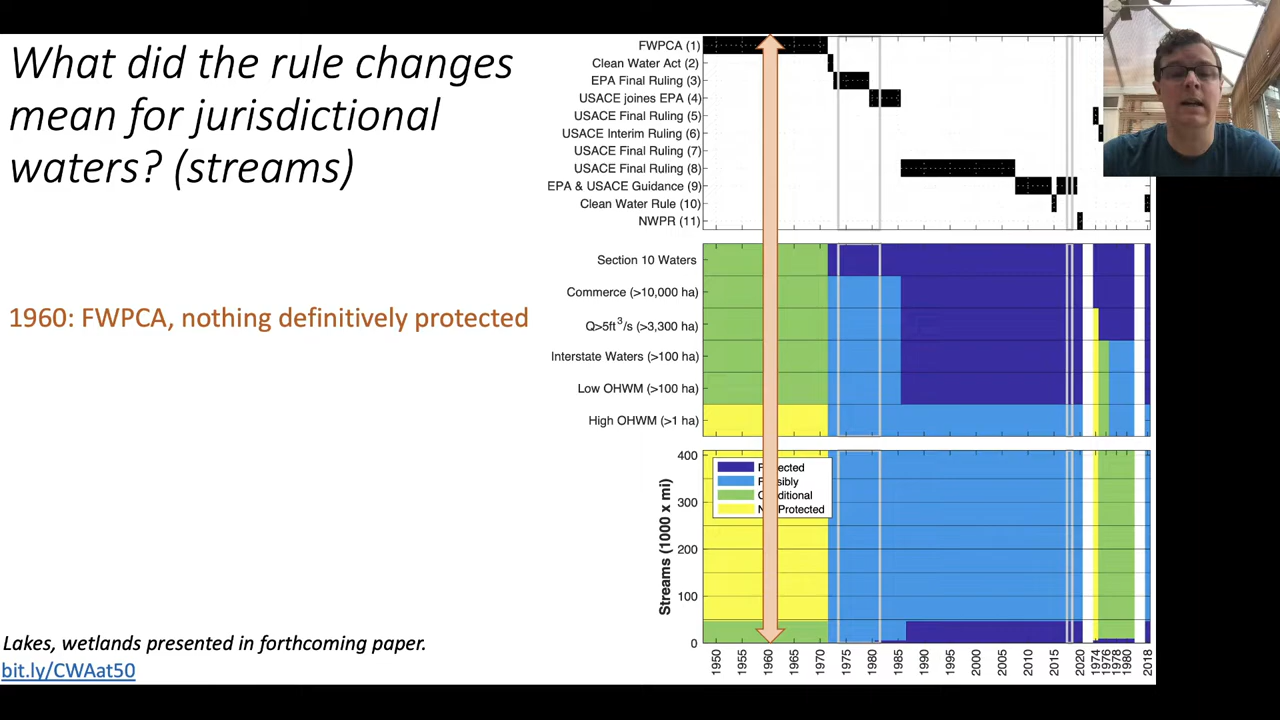 What did the rule changes
mean for jurisdictional
waters? (streams)
1960: FWPCA, nothing definitively protected
Lakes, wetlands presented in forthcoming paper.
bit.ly/CWAat50
FWPCA (1)
Clean Water Act (2)
EPA Final Ruling (3)
USACE joines EPA (4)
USACE Final Ruling (5)
USACE Interim Ruling (6)
USACE Final Ruling (7)
USACE Final Ruling (8)
EPA & USACE Guidance (9)
Clean Water Rule (10)
NWPR (11)
Section 10 Waters
Commerce (>10,000 ha)
Q>5ft³/s (>3,300 ha)
Interstate Waters (>100 ha)
Low OHWM (>100 ha)
High OHWM (>1 ha)
Streams (1000 x mi)
400
300
200
100
0
1950
1955
1960
1965
1970
1975
1980
1985
1990
1995
2000
2005
2010
2015
2020
1974
1976
1978
1980
2018